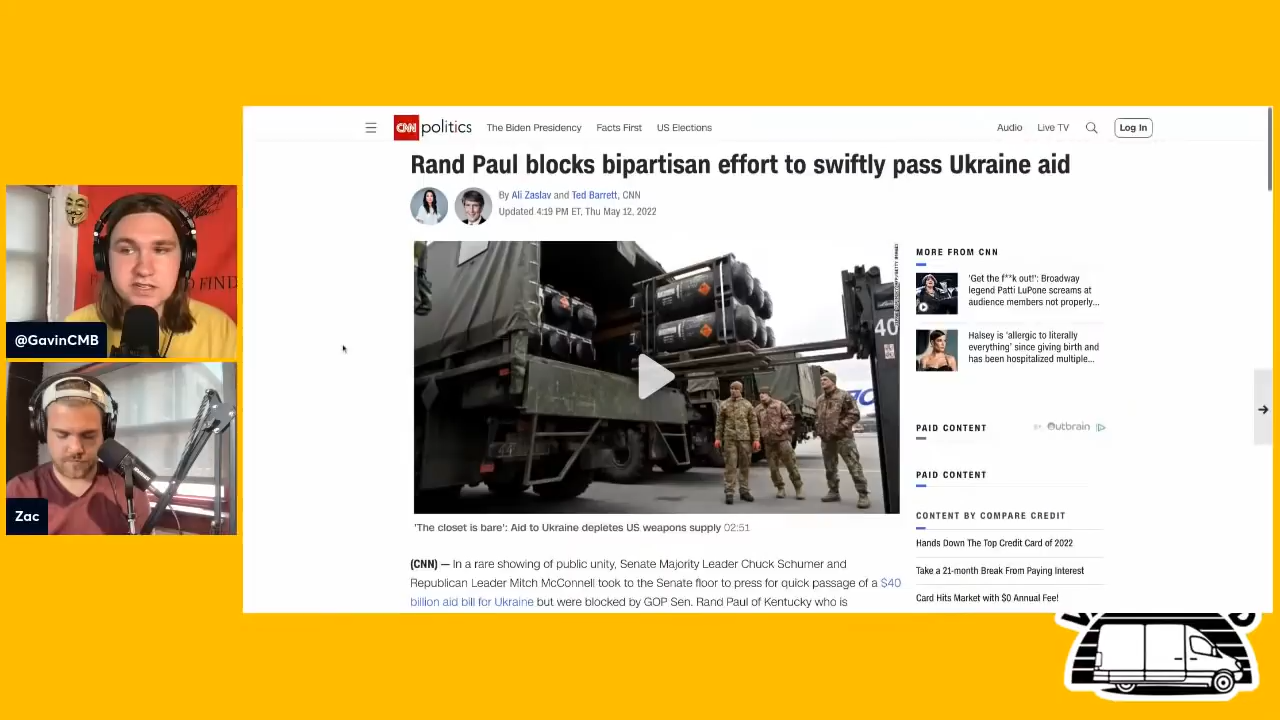 CNN politics The Biden Presidency Facts First US Elections Audio Live TV Log In
Rand Paul blocks bipartisan effort to swiftly pass Ukraine aid
By Ali Zaslav and Ted Barrett, CNN
Updated 4:19 PM ET, Thu May 12, 2022
40
'The closet is bare': Aid to Ukraine depletes US weapons supply 02:51
(CNN) — In a rare showing of public unity, Senate Majority Leader Chuck Schumer and
Republican Leader Mitch McConnell took to the Senate floor to press for quick passage of a $40
billion aid bill for Ukraine but were blocked by GOP Sen. Rand Paul of Kentucky who is
MORE FROM CNN
'Get the f**k out!': Broadway
legend Patti LuPone screams at
audience members not properly...
Halsey is 'allergic to literally
everything' since giving birth and
has been hospitalized multiple...
PAID CONTENT
Outbrain
PAID CONTENT
CONTENT BY COMPARE CREDIT
Hands Down The Top Credit Card of 2022
Take a 21-month Break From Paying Interest
Card Hits Market with $0 Annual Fee!
@GavinCMB
Zac